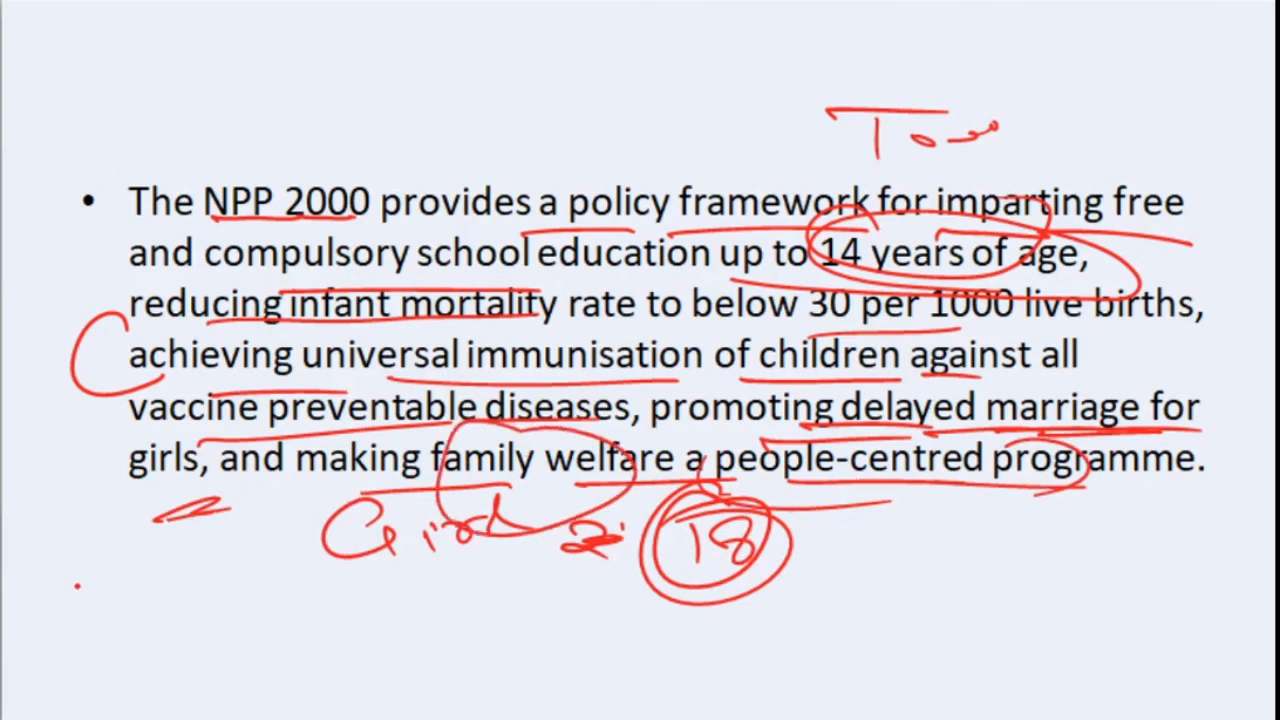 • The NPP 2000 provides a policy framework for imparting free
and compulsory school education up to 14 years of age,
reducing infant mortality rate to below 30 per 1000 live births,
achieving universal immunisation of children against all
vaccine preventable diseases, promoting delayed marriage for
girls, and making family welfare a people-centred programme.
18